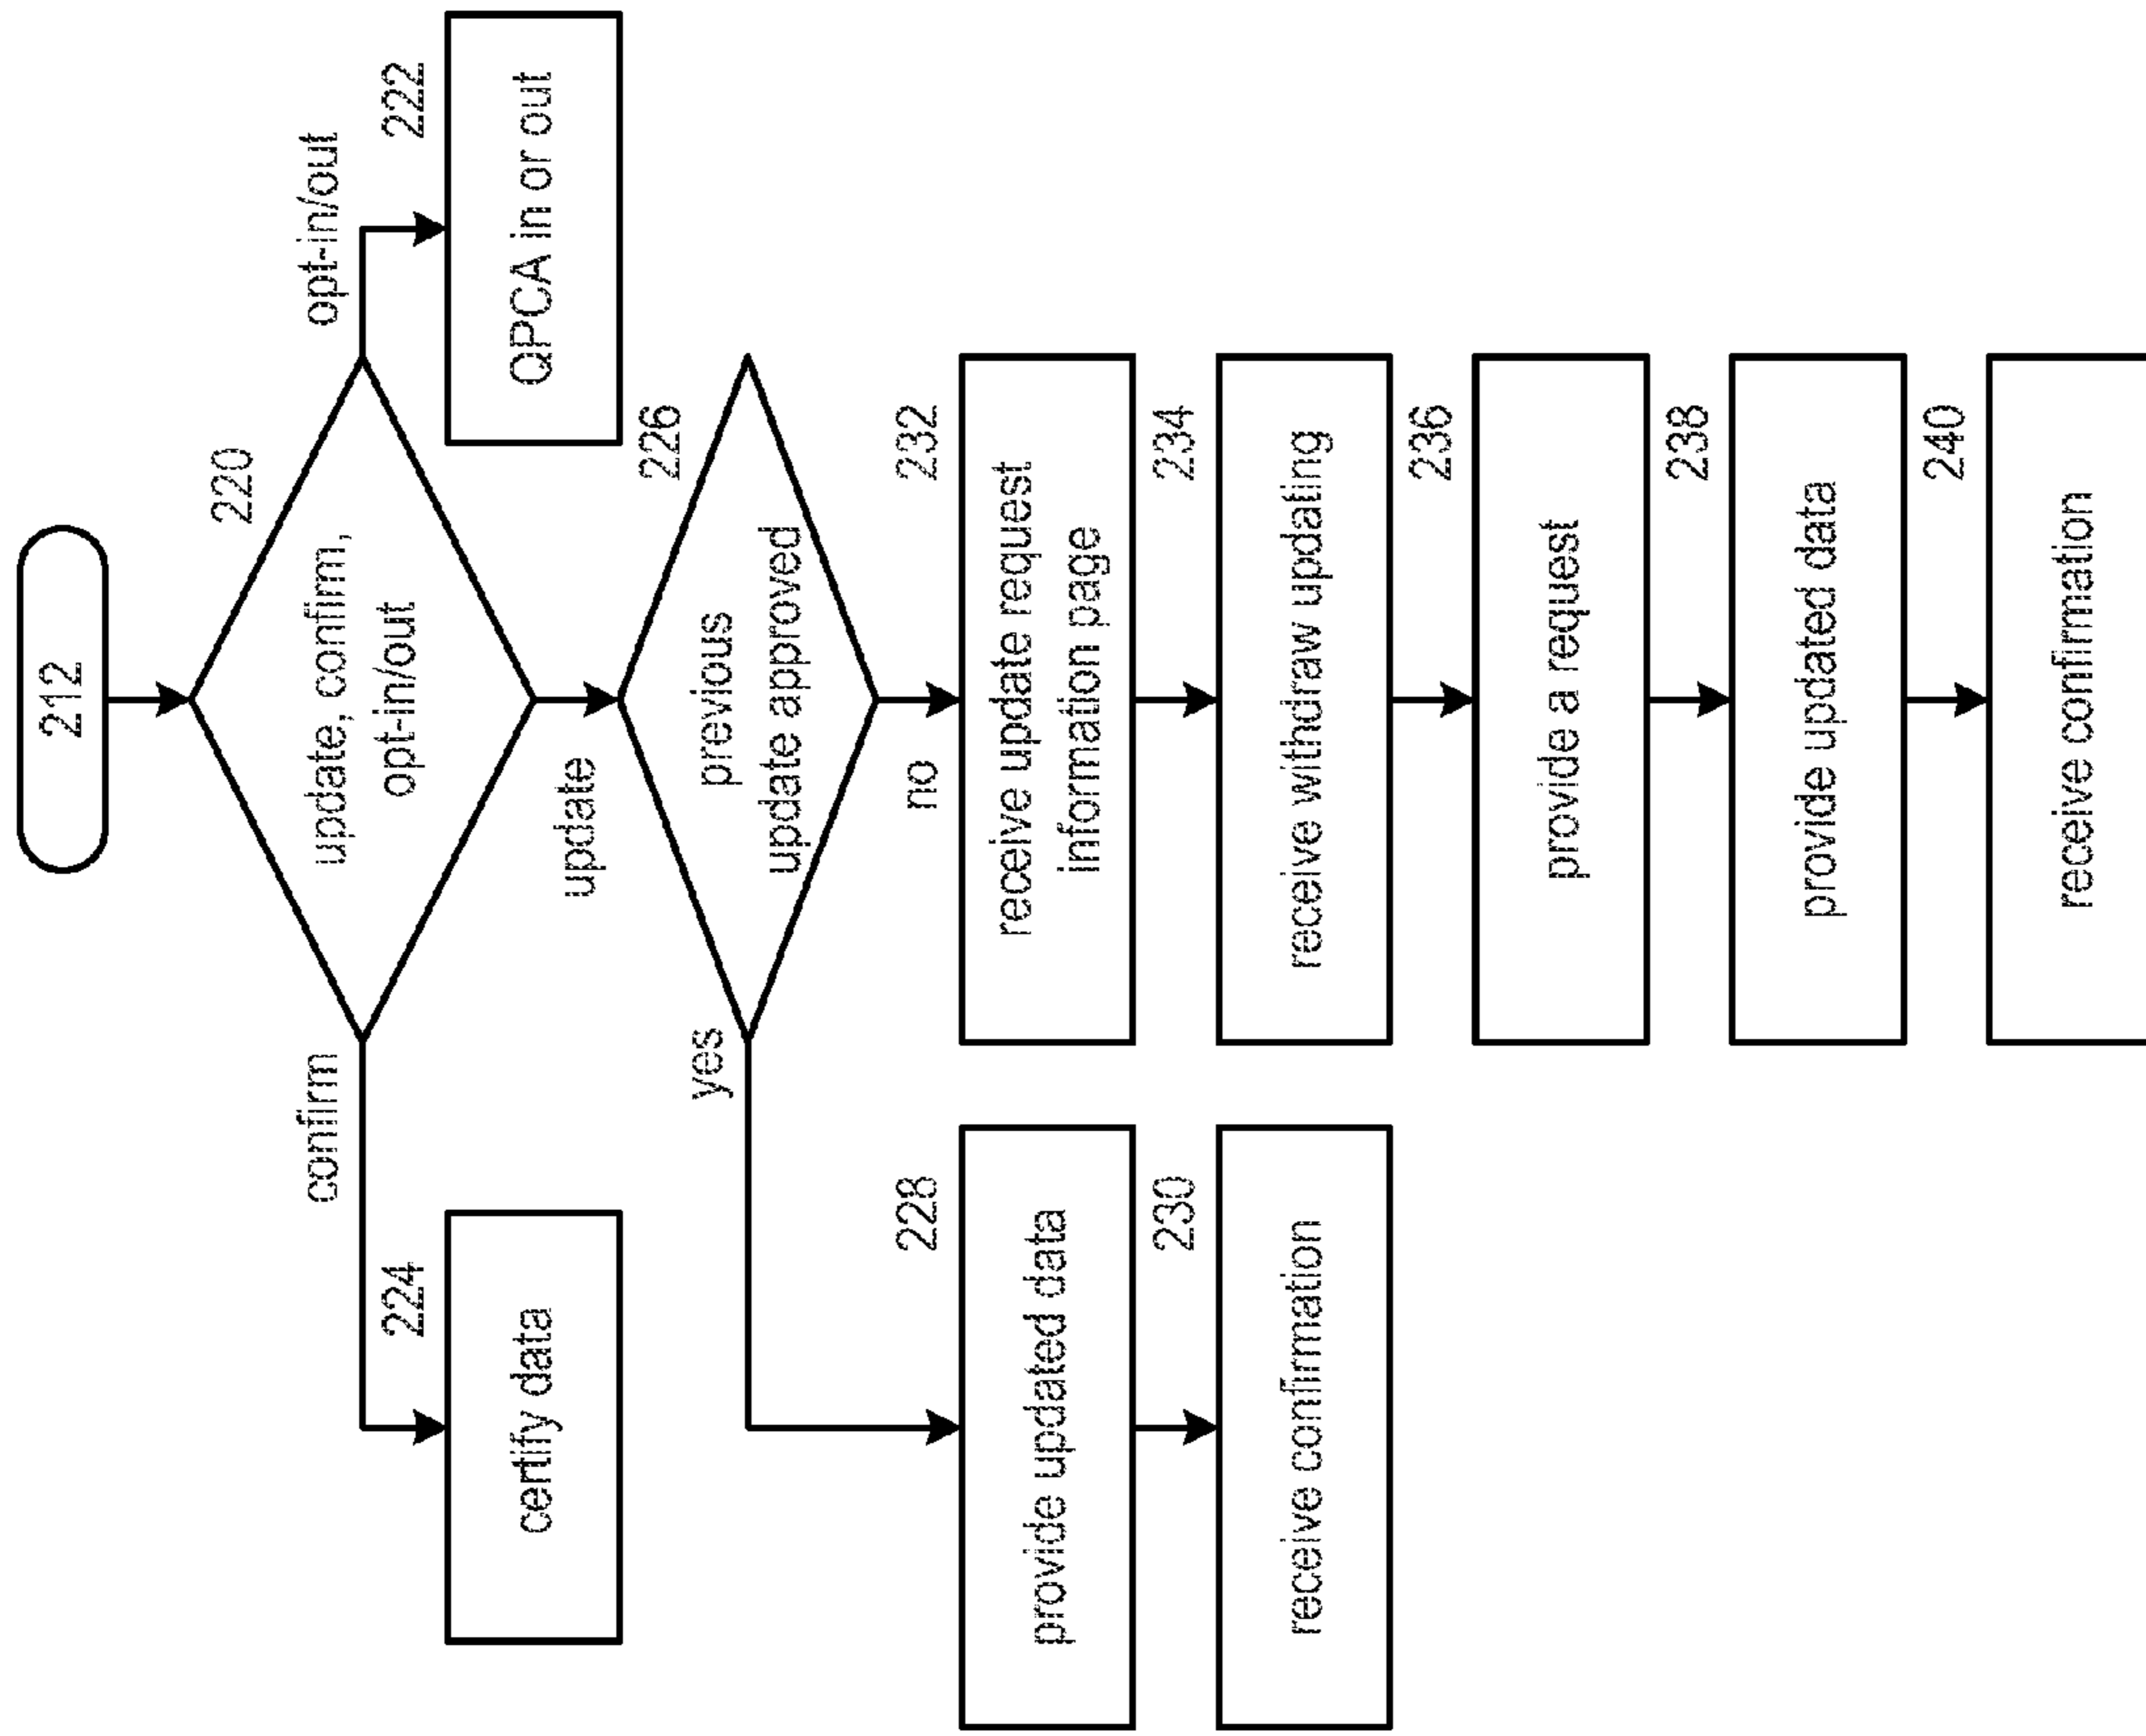 212
220
update, confirm,
opt-in/out
confirm
opt-in/out
224
certify data
222
QPCA in or out
update
226
previous
update approved
yes
no
228
provide updated data
230
receive confirmation
232
receive update request
information page
234
receive withdraw updating
236
provide a request
238
provide updated data
240
receive confirmation